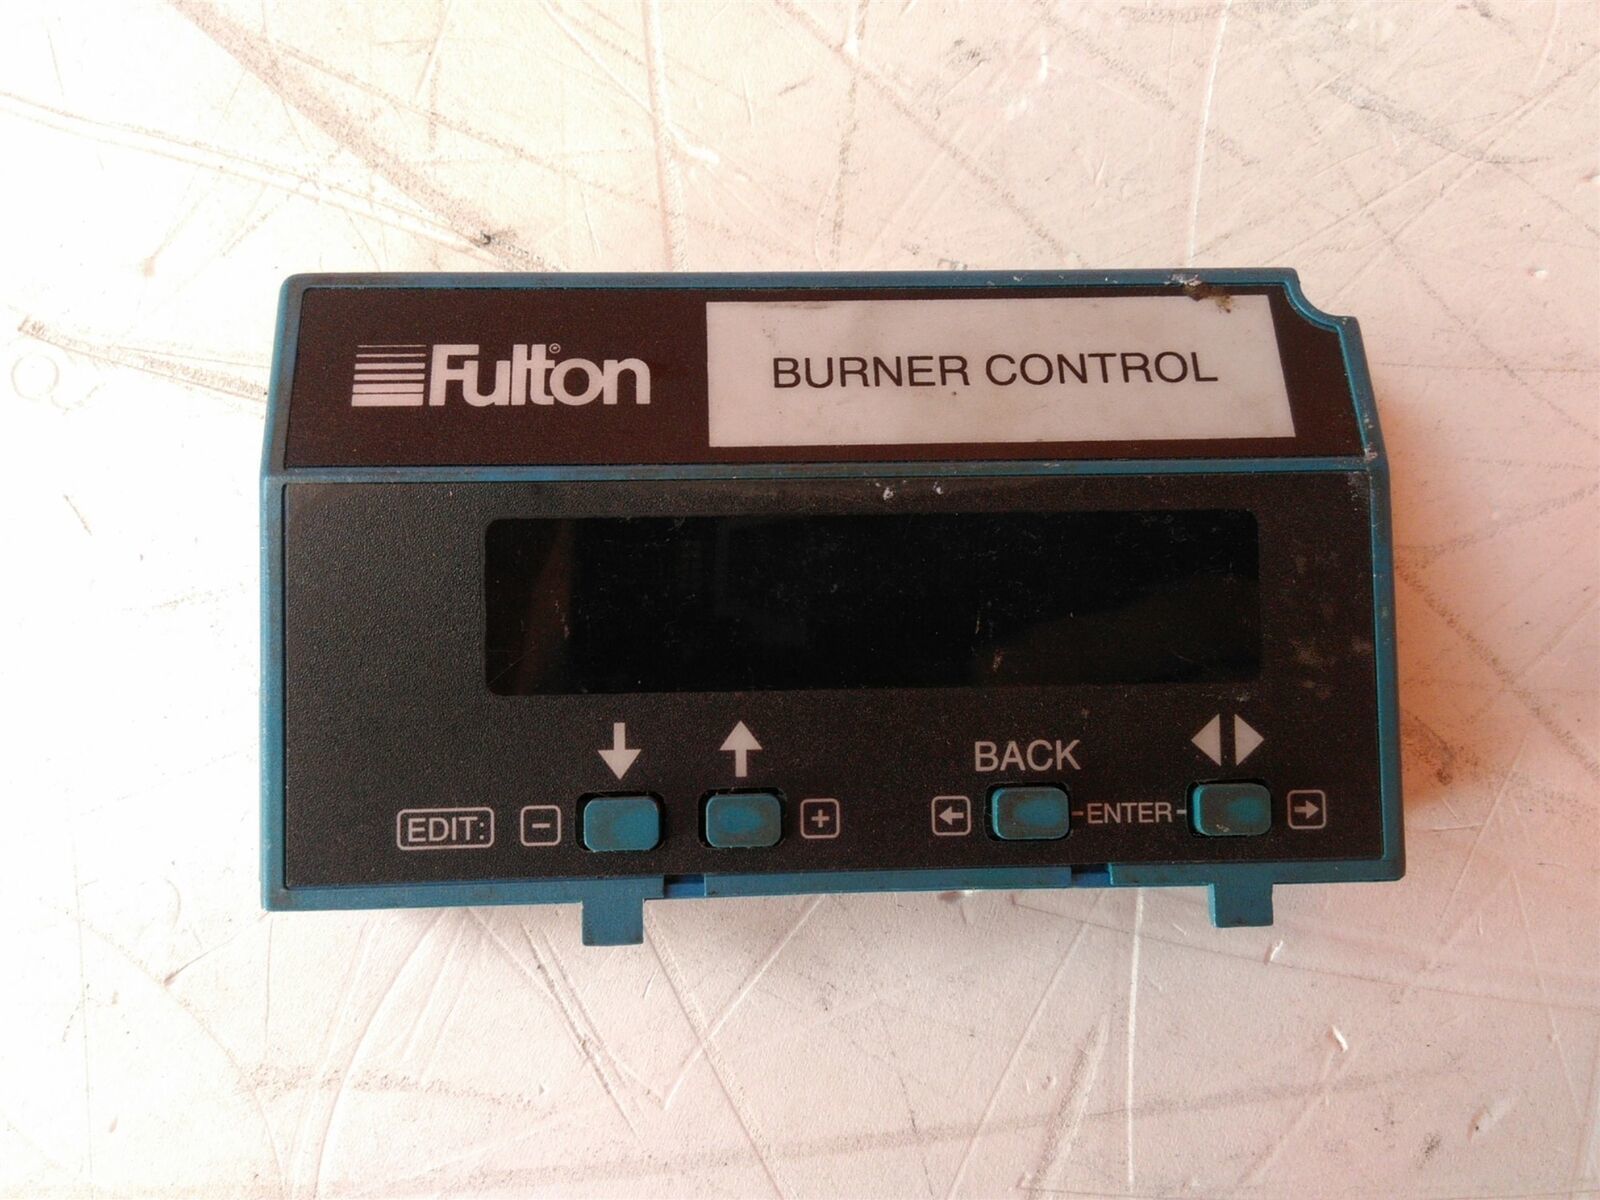 Fulton®
BURNER CONTROL
BACK
EDIT: - + ENTER